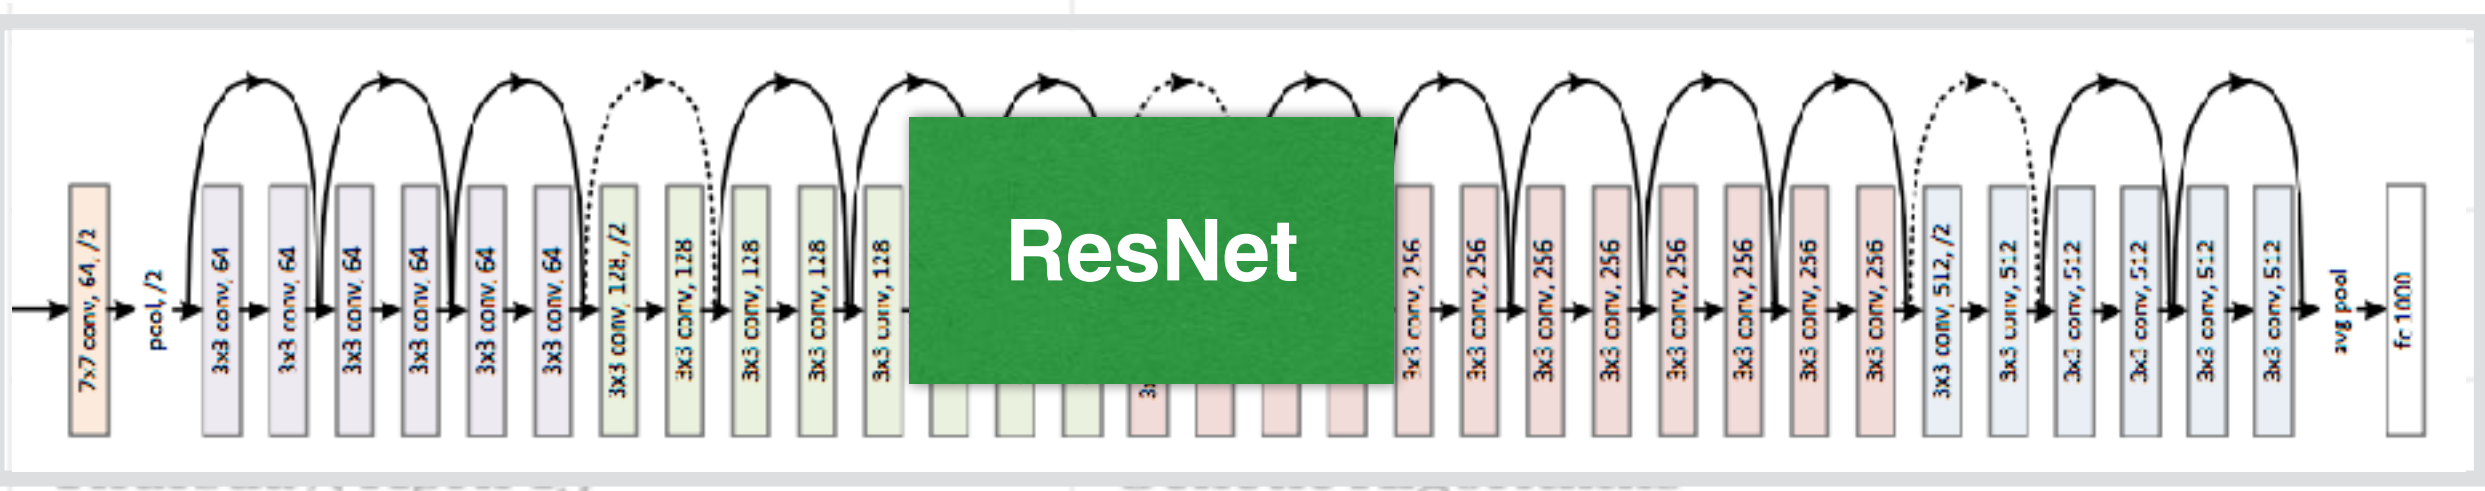 7x7 conv, 64, /2
pool, /2
3x3 conv, 64
3x3 conv, 64
3x3 conv, 64
3x3 conv, 64
3x3 conv, 64
3x3 conv, 64
3x3 conv, 128, /2
3x3 conv, 128
3x3 conv, 128
3x3 conv, 128
3x3 conv, 128
ResNet
3x3 conv, 256
3x3 conv, 256
3x3 conv, 256
3x3 conv, 256
3x3 conv, 256
3x3 conv, 256
3x3 conv, 256
3x3 conv, 256
3x3 conv, 512, /2
3x3 conv, 512
3x3 conv, 512
3x3 conv, 512
3x3 conv, 512
3x3 conv, 512
avg pool
fc 1000